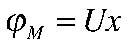 φ_M = Ux